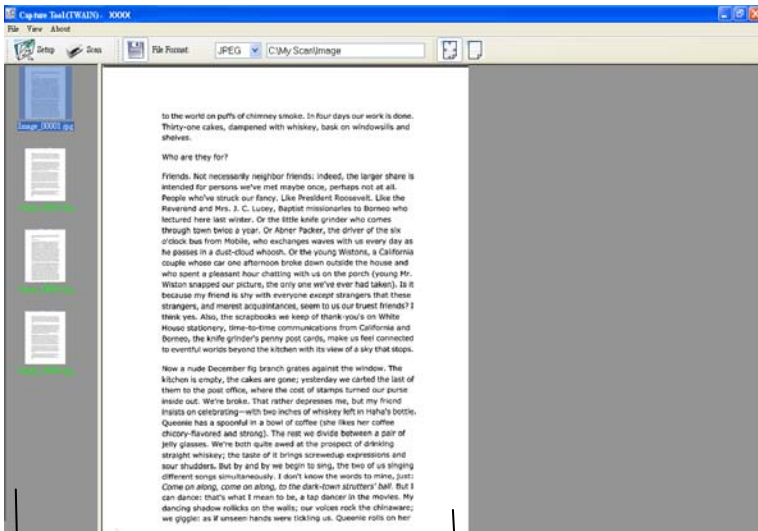 Capture Tool(TWAIN) - XXXX
File View About
Setup Scan File Format JPEG C:\My Scan\Image
Image_00001.jpg
to the world on puffs of chimney smoke. In four days our work is done.
Thirty-one cakes, dampened with whiskey, bask on windowsills and
shelves.
Who are they for?
Friends. Not necessarily neighbor friends: indeed, the larger share is
intended for persons we've met maybe once, perhaps not at all.
People who've struck our fancy. Like President Roosevelt. Like the
Reverend and Mrs. J. C. Lucey, Baptist missionaries to Borneo who
lectured here last winter. Or the little knife grinder who comes
through town twice a year. Or Abner Packer, the driver of the six
o'clock bus from Mobile, who exchanges waves with us every day as
he passes in a dust-cloud whoosh. Or the young Wistons, a California
couple whose car one afternoon broke down outside the house and
who spent a pleasant hour chatting with us on the porch (young Mr.
Wiston snapped our picture, the only one we've ever had taken). Is it
because my friend is shy with everyone except strangers that these
strangers, and merest acquaintances, seem to us our truest friends? I
think yes. Also, the scrapbooks we keep of thank-you's on White
House stationery, time-to-time communications from California and
Borneo, the knife grinder's penny post cards, make us feel connected
to eventful worlds beyond the kitchen with its view of a sky that stops.
Now a nude December fig branch grates against the window. The
kitchen is empty, the cakes are gone; yesterday we carted the last of
them to the post office, where the cost of stamps turned our purse
inside out. We're broke. That rather depresses me, but my friend
insists on celebrating—with two inches of whiskey left in Haha's bottle.
Queenie has a spoonful in a bowl of coffee (she likes her coffee
chicory-flavored and strong). The rest we divide between a pair of
jelly glasses. We're both quite awed at the prospect of drinking
straight whiskey; the taste of it brings screwedup expressions and
sour shudders. But by and by we begin to sing, the two of us singing
different songs simultaneously. I don't know the words to mine, just:
Come on along, come on along, to the dark-town strutters' ball. But I
can dance: that's what I mean to be, a tap dancer in the movies. My
dancing shadow rollicks on the walls; our voices rock the chinaware;
we giggle: as if unseen hands were tickling us. Queenie rolls on her